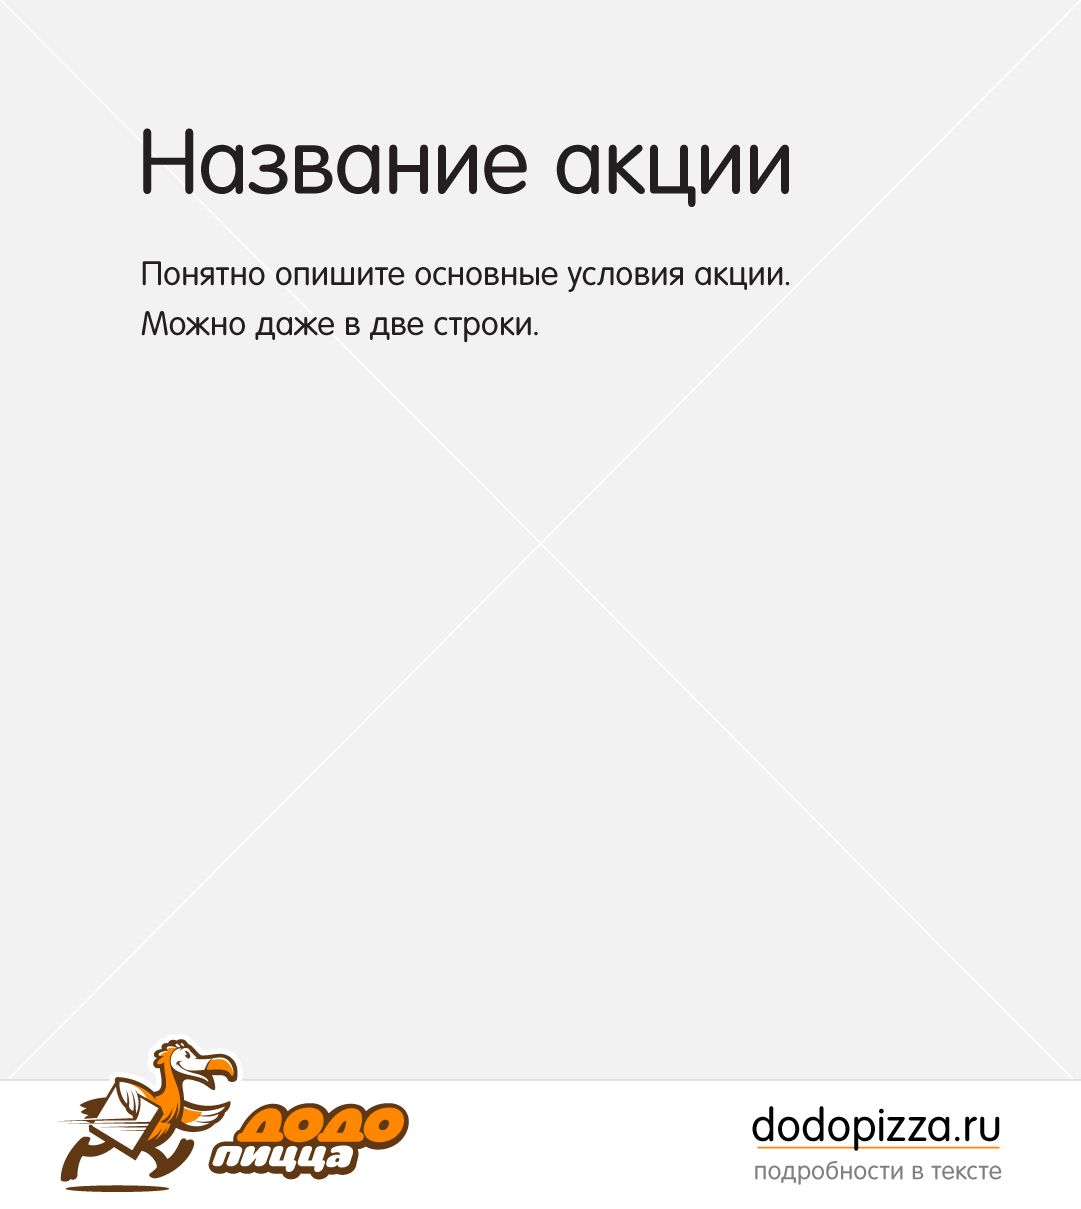 Название акции
Понятно опишите основные условия акции.
Можно даже в две строки.
додо
пицца
dodopizza.ru
подробности в тексте